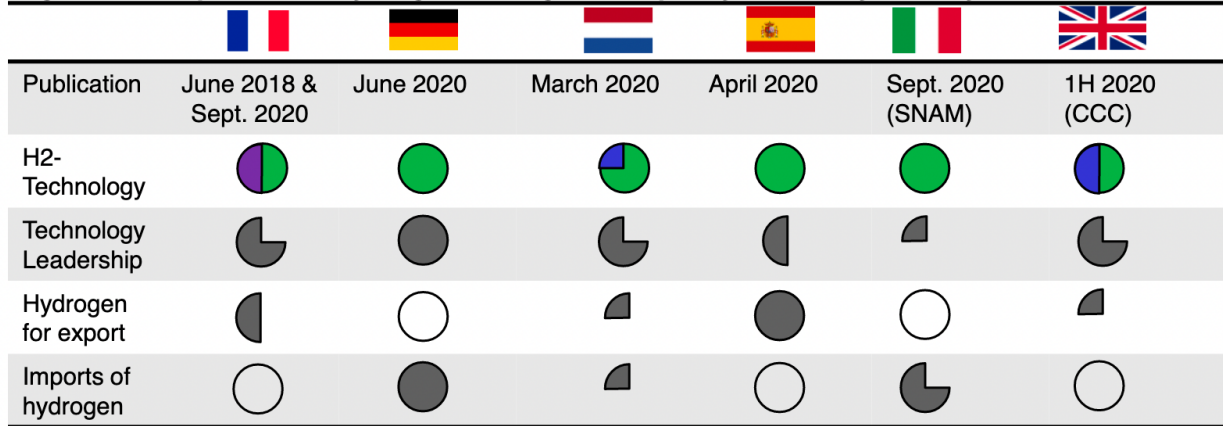 Publication
June 2018 &
Sept. 2020
June 2020
March 2020
April 2020
Sept. 2020
(SNAM)
1H 2020
(CCC)
H2-
Technology
Technology
Leadership
Hydrogen
for export
Imports of
hydrogen